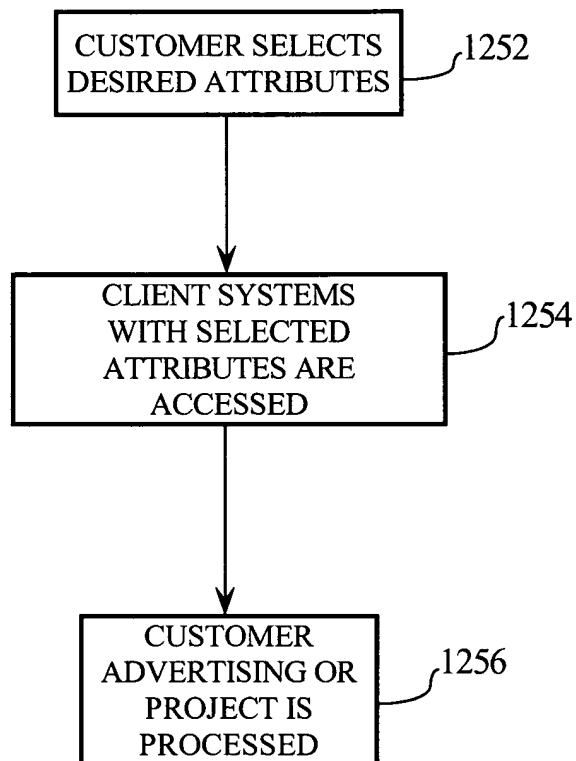 CUSTOMER SELECTS
DESIRED ATTRIBUTES
1252
CLIENT SYSTEMS
WITH SELECTED
ATTRIBUTES ARE
ACCESSED
1254
CUSTOMER
ADVERTISING OR
PROJECT IS
PROCESSED
1256